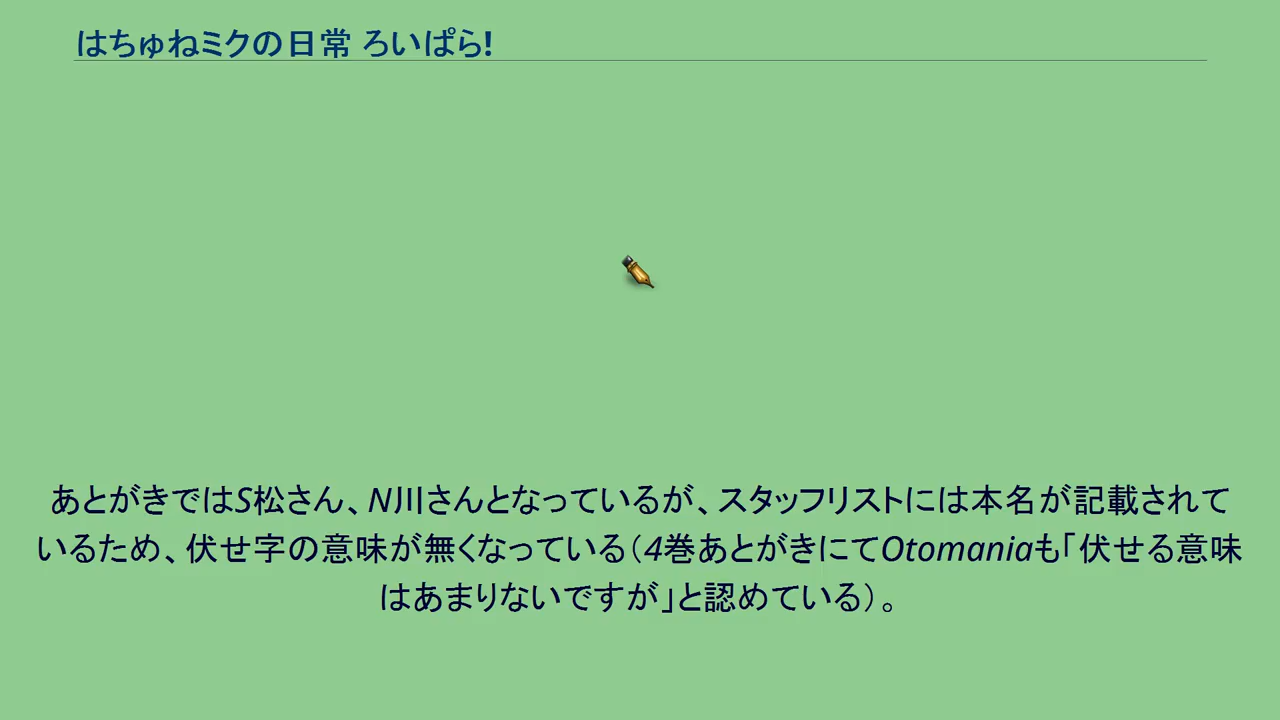 はちゅねミクの日常 ろいぱら!
あとがきではS松さん、N川さんとなっているが、スタッフリストには本名が記載されて
いるため、伏せ字の意味が無くなっている（4巻あとがきにてOtomaniaも「伏せる意味
はあまりないですが」と認めている）。